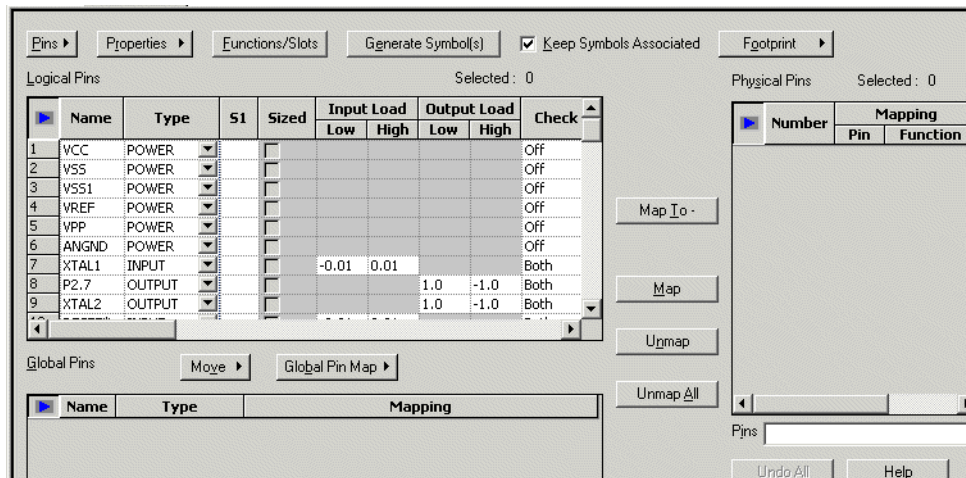 Pins Properties Functions/Slots Generate Symbol(s) Keep Symbols Associated Footprint
Logical Pins Selected: 0 Physical Pins Selected: 0
Name Type S1 Sized Input Load Output Load Check Number Mapping
Low High Low High Pin Function
1 VCC POWER Off
2 VSS POWER Off
3 VSS1 POWER Off
4 VREF POWER Off
5 VPP POWER Off
6 ANGND POWER Off
7 XTAL1 INPUT -0.01 0.01 Both
8 P2.7 OUTPUT 1.0 -1.0 Both
9 XTAL2 OUTPUT 1.0 -1.0 Both
Map To -
Map
Unmap
Unmap All
Global Pins Move Global Pin Map
Name Type Mapping
Pins
Undo All Help